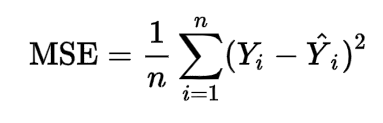 MSE = \frac{1}{n} \sum_{i=1}^{n} (Y_i - \hat{Y}_i)^2